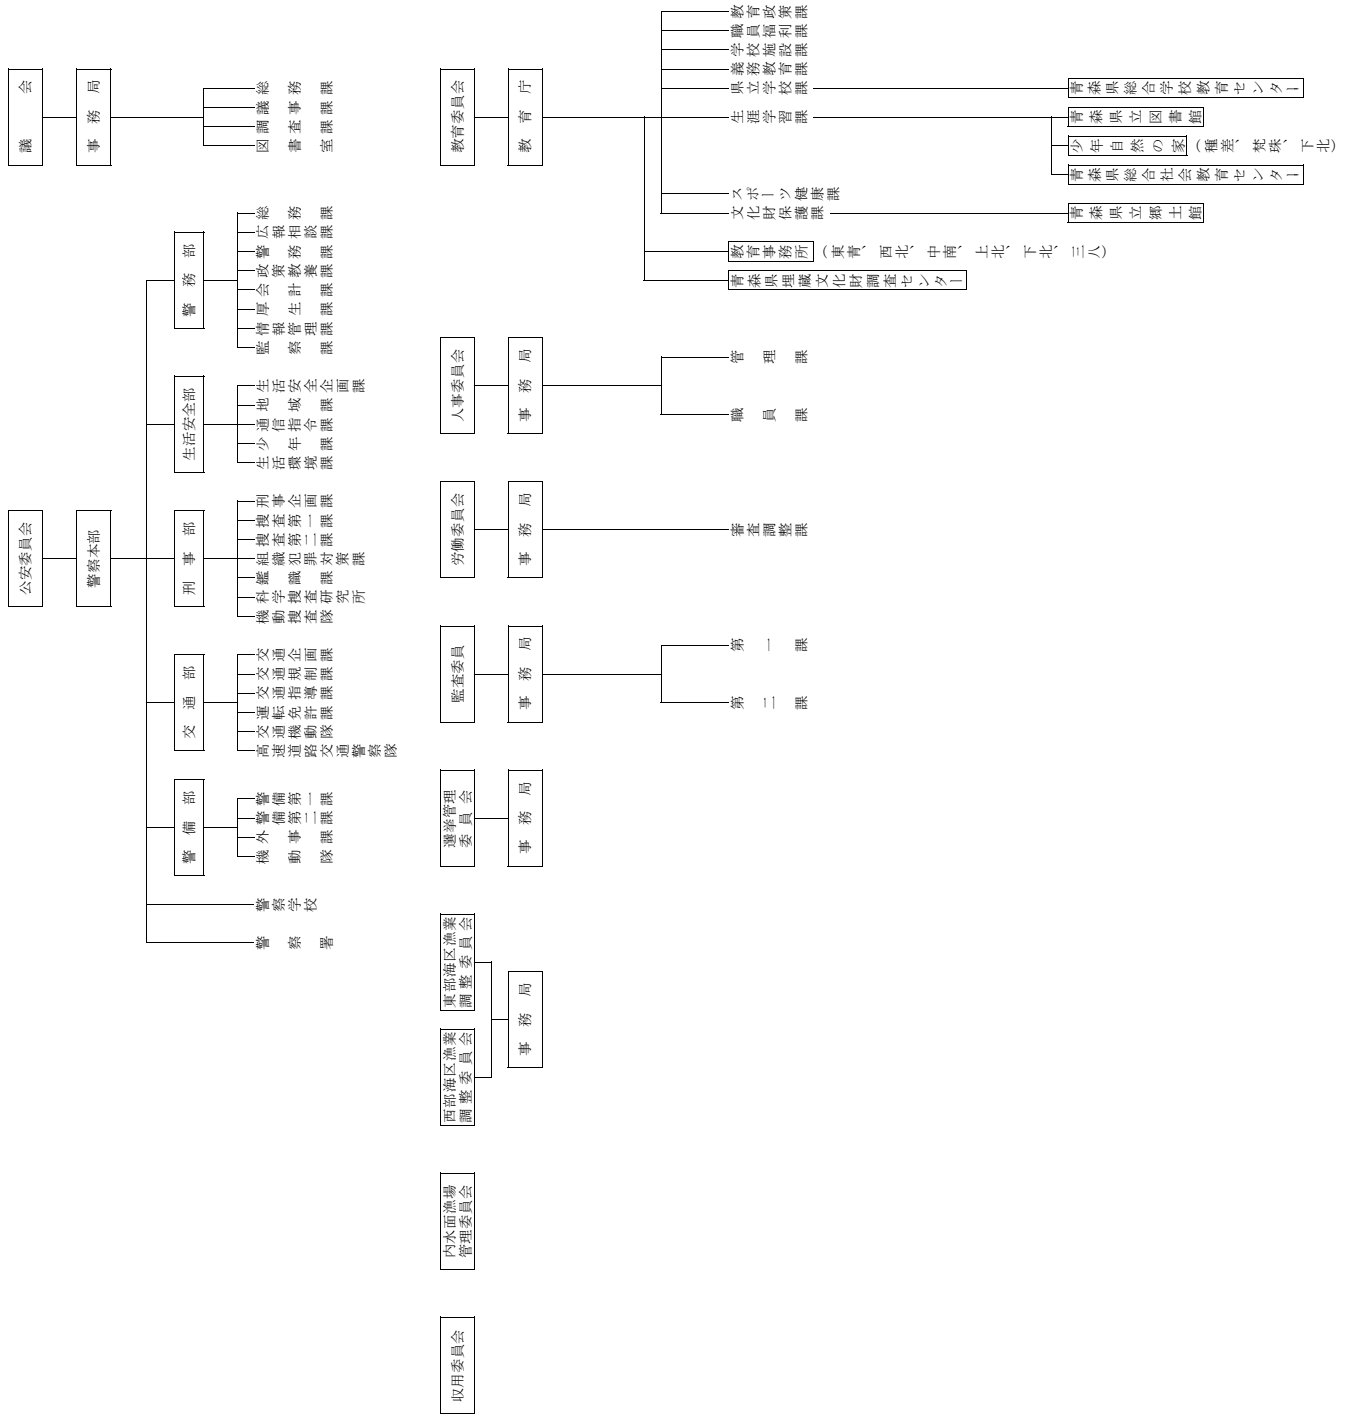 議会
事務局
総務課
議事課
調査課
図書室
公安委員会
警察本部
警務部
総務課
広報相談課
警務課
政策教養課
会計課
厚生課
情報管理課
監察課
生活安全部
生活安全企画課
地域課
通信指令課
少年課
生活環境課
刑事部
刑事企画課
捜査第一課
捜査第二課
組織犯罪対策課
鑑識課
科学捜査研究所
機動捜査隊
交通部
交通企画課
交通規制課
交通指導課
運転免許課
交通機動隊
高速道路交通警察隊
警備部
警備第一課
警備第二課
外事課
機動隊
警察学校
警察署
教育委員会
教育庁
教育政策課
職員福利課
学校施設課
義務教育課
県立学校課
青森県総合学校教育センター
生涯学習課
青森県立図書館
少年自然の家(種差、梵珠、下北)
青森県総合社会教育センター
スポーツ健康課
文化財保護課
青森県立郷土館
教育事務所(東青、西北、中南、上北、下北、三八)
青森県埋蔵文化財調査センター
人事委員会
事務局
管理課
職員課
労働委員会
事務局
審査調整課
監査委員
事務局
第一課
第二課
選挙管理
委員会
事務局
東部海区漁業
調整委員会
西部海区漁業
調整委員会
事務局
内水面漁場
管理委員会
収用委員会